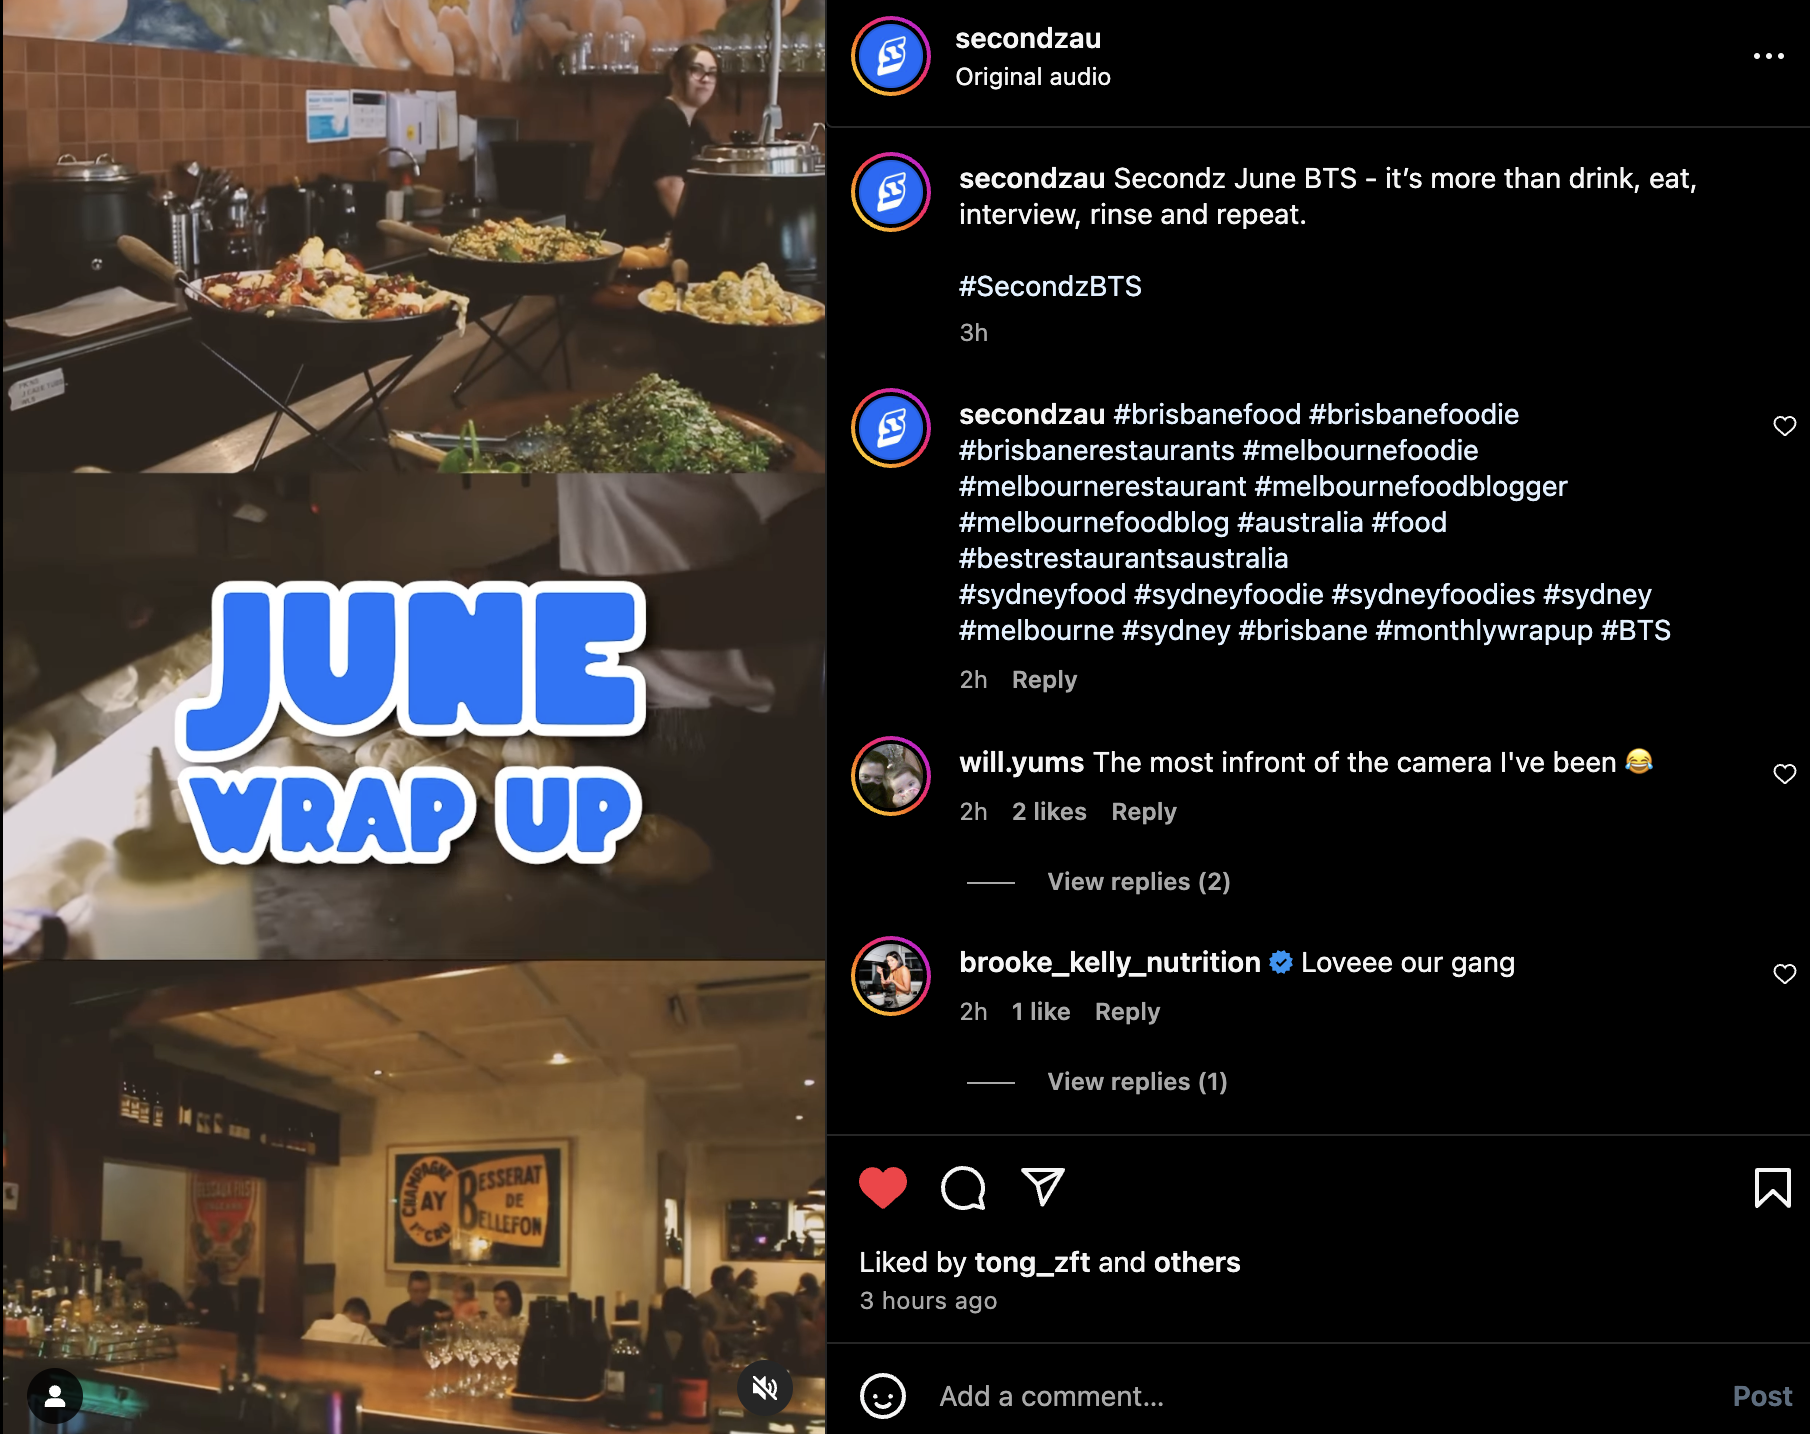 JUNE
WRAP UP
CHAMPAGNE
AY
1ER CRU
BESSERAT
DE
BELLEFON
secondzau
Original audio
secondzau Secondz June BTS - it’s more than drink, eat,
interview, rinse and repeat.
#SecondzBTS
3h
secondzau #brisbanefood #brisbanefoodie
#brisbanerestaurants #melbournefoodie
#melbournerestaurant #melbournefoodblogger
#melbournefoodblog #australia #food
#bestrestaurantsaustralia
#sydneyfood #sydneyfoodie #sydneyfoodies #sydney
#melbourne #sydney #brisbane #monthlywrapup #BTS
2h Reply
will.yums The most infront of the camera I've been 😂
2h 2 likes Reply
View replies (2)
brooke_kelly_nutrition Loveee our gang
2h 1 like Reply
View replies (1)
Liked by tong_zft and others
3 hours ago
Add a comment...
Post